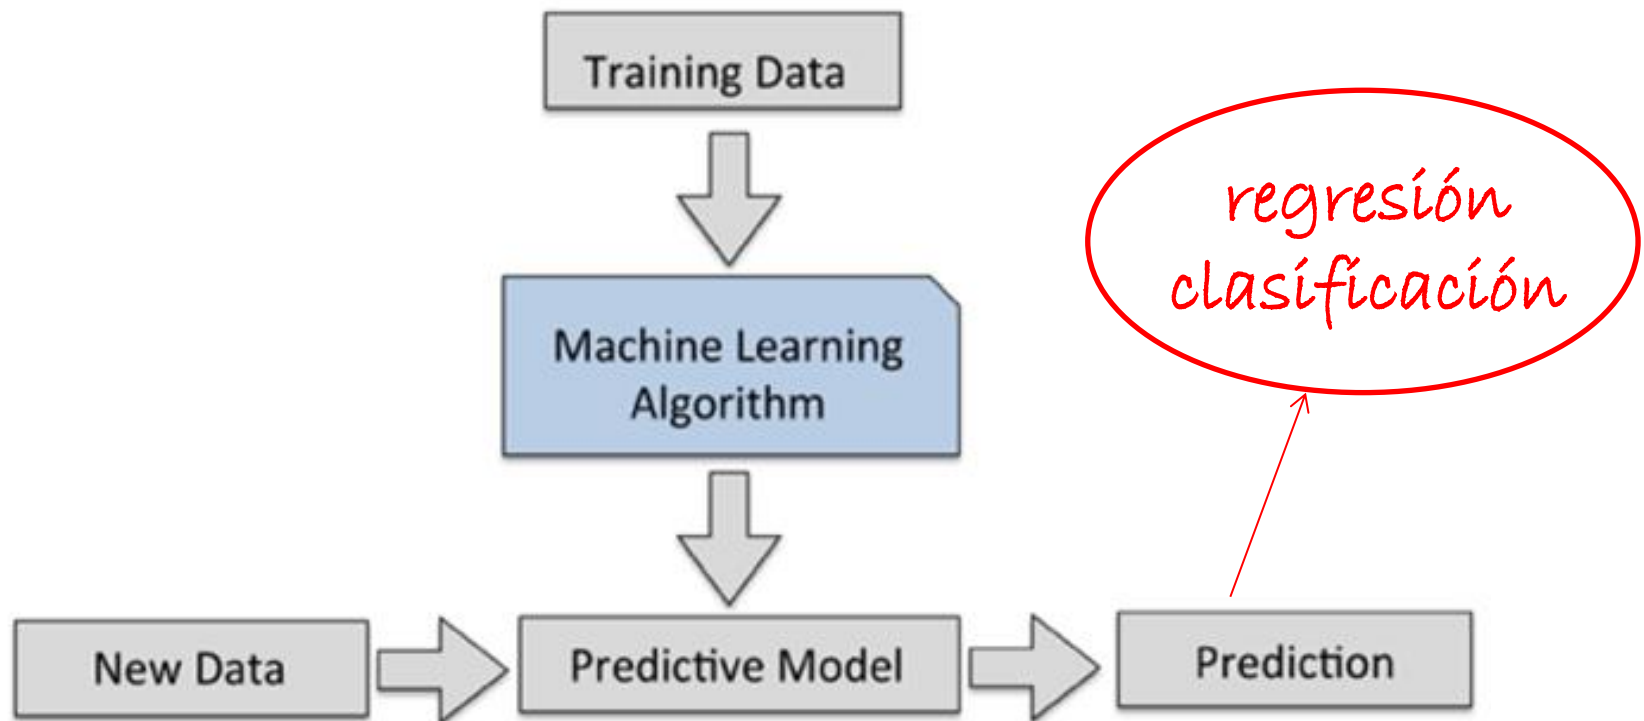 Training Data
regresión
clasificación
Machine Learning
Algorithm
New Data
Predictive Model
Prediction